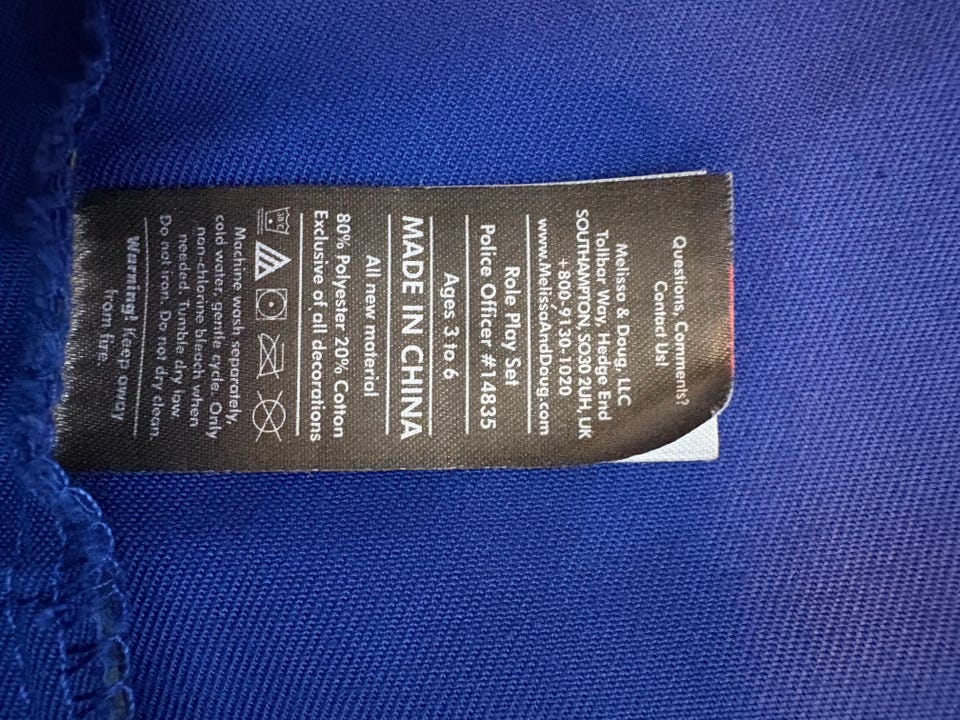 Questions, Comments?
Contact Us!
Melissa & Doug, LLC
Tollbar Way, Hedge End
SOUTHAMPTON, SO30 2UH, UK
+800-9130-1020
www.MelissaAndDoug.com
Role Play Set
Police Officer #14835
Ages 3 to 6
MADE IN CHINA
All new material
80% Polyester 20% Cotton
Exclusive of all decorations
Machine wash separately,
cold water, gentle cycle. Only
non-chlorine bleach when
needed. Tumble dry low.
Do not iron. Do not dry clean.
Warning! Keep away
from fire.